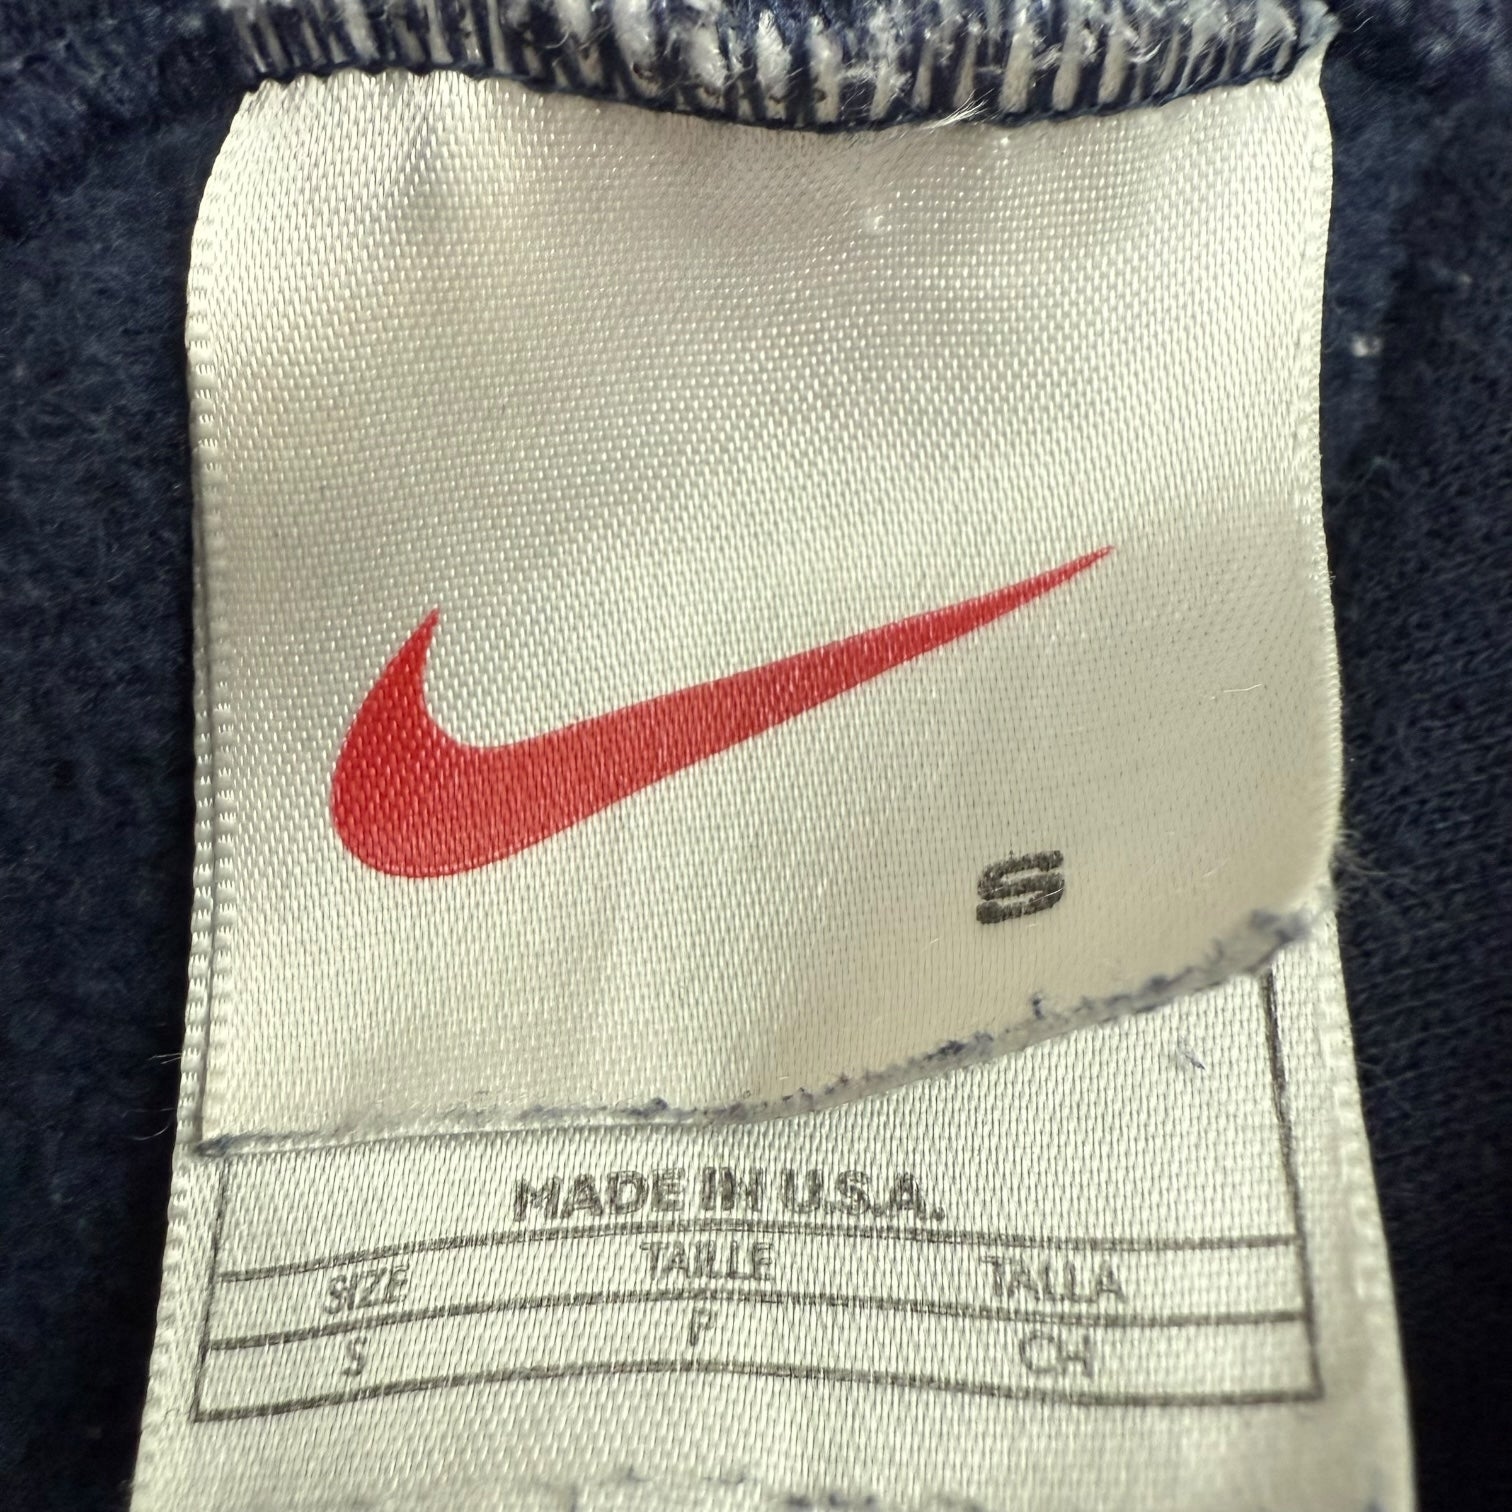 S
MADE IN U.S.A.
SIZE TAILLE TALLA
S P CH